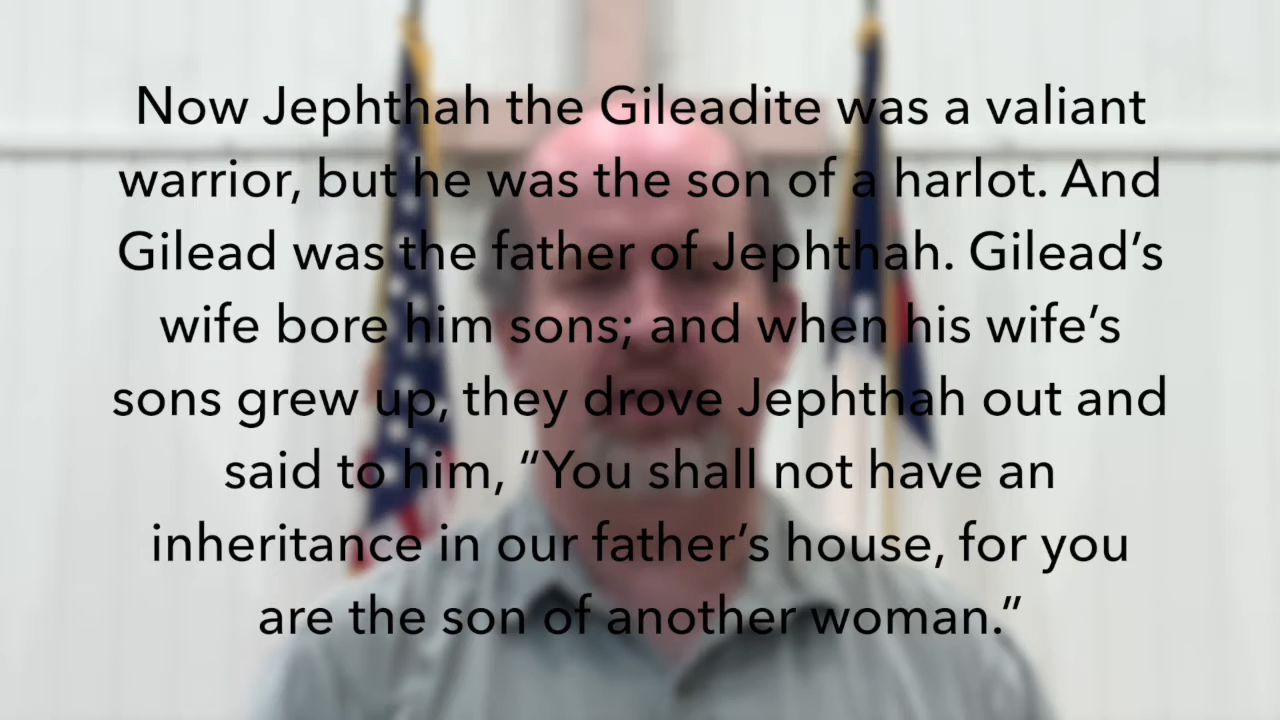 Now Jephthah the Gileadite was a valiant
warrior, but he was the son of a harlot. And
Gilead was the father of Jephthah. Gilead’s
wife bore him sons; and when his wife’s
sons grew up, they drove Jephthah out and
said to him, “You shall not have an
inheritance in our father’s house, for you
are the son of another woman.”